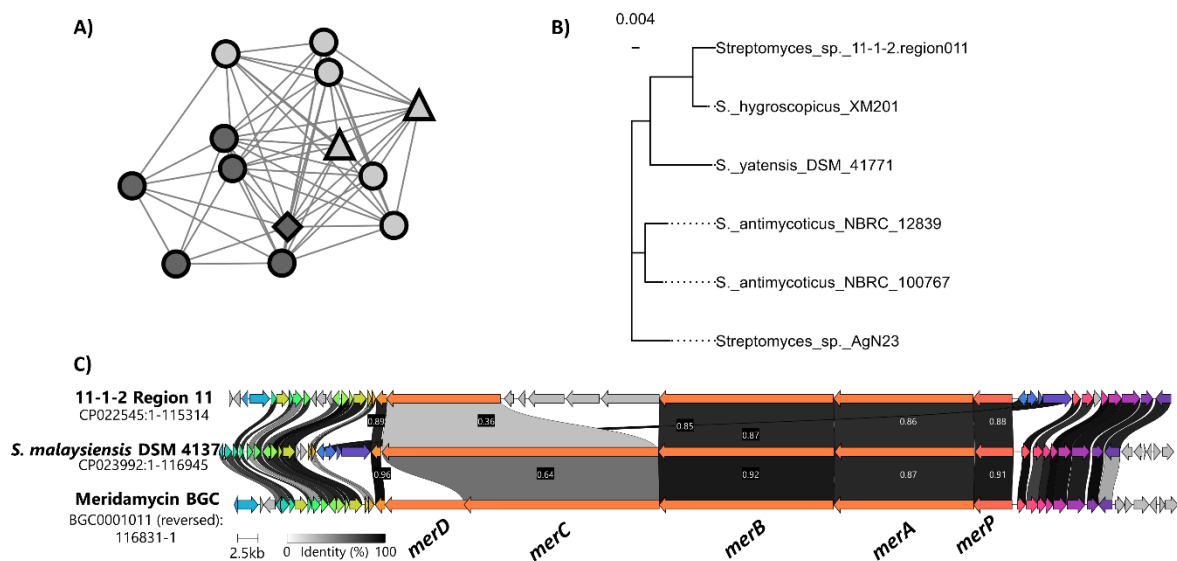 A)
B)
0.004
Streptomyces_sp._11-1-2.region011
S._hygroscopicus_XM201
S._yatensis_DSM_41771
S._antimycoticus_NBRC_12839
S._antimycoticus_NBRC_100767
Streptomyces_sp._AgN23
C)
11-1-2 Region 11
CP022545:1-115314
0.89 0.36 0.85 0.87 0.86 0.88
S. malaysiensis DSM 4137
CP023992:1-116945
0.96 0.64 0.92 0.87 0.91
Meridamycin BGC
BGC0001011 (reversed):
116831-1
merD merC merB merA merP
2.5kb
0 Identity (%) 100